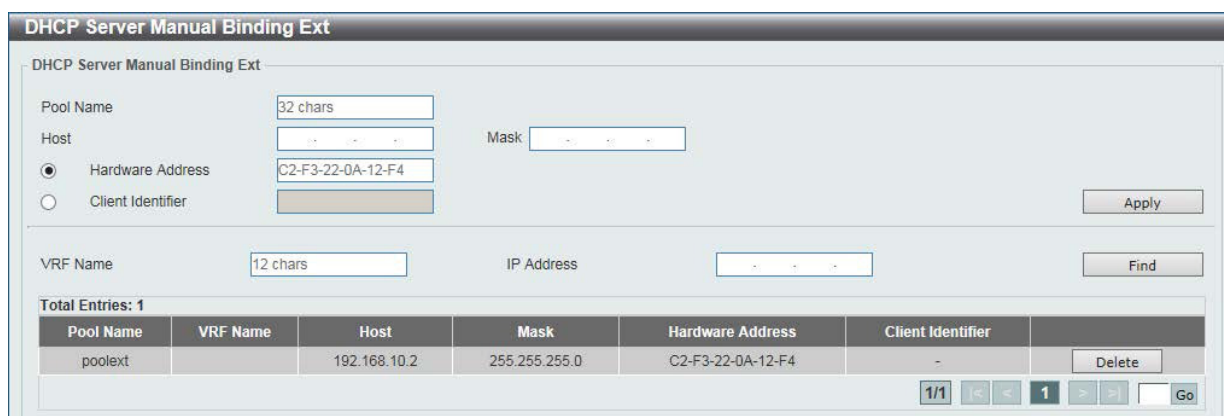 DHCP Server Manual Binding Ext
DHCP Server Manual Binding Ext
Pool Name 32 chars
Host . . . Mask . . .
Hardware Address C2-F3-22-0A-12-F4
Client Identifier
Apply
VRF Name 12 chars IP Address . . . Find
Total Entries: 1
Pool Name VRF Name Host Mask Hardware Address Client Identifier
poolext 192.168.10.2 255.255.255.0 C2-F3-22-0A-12-F4 - Delete
1/1 |< < 1 > >| Go